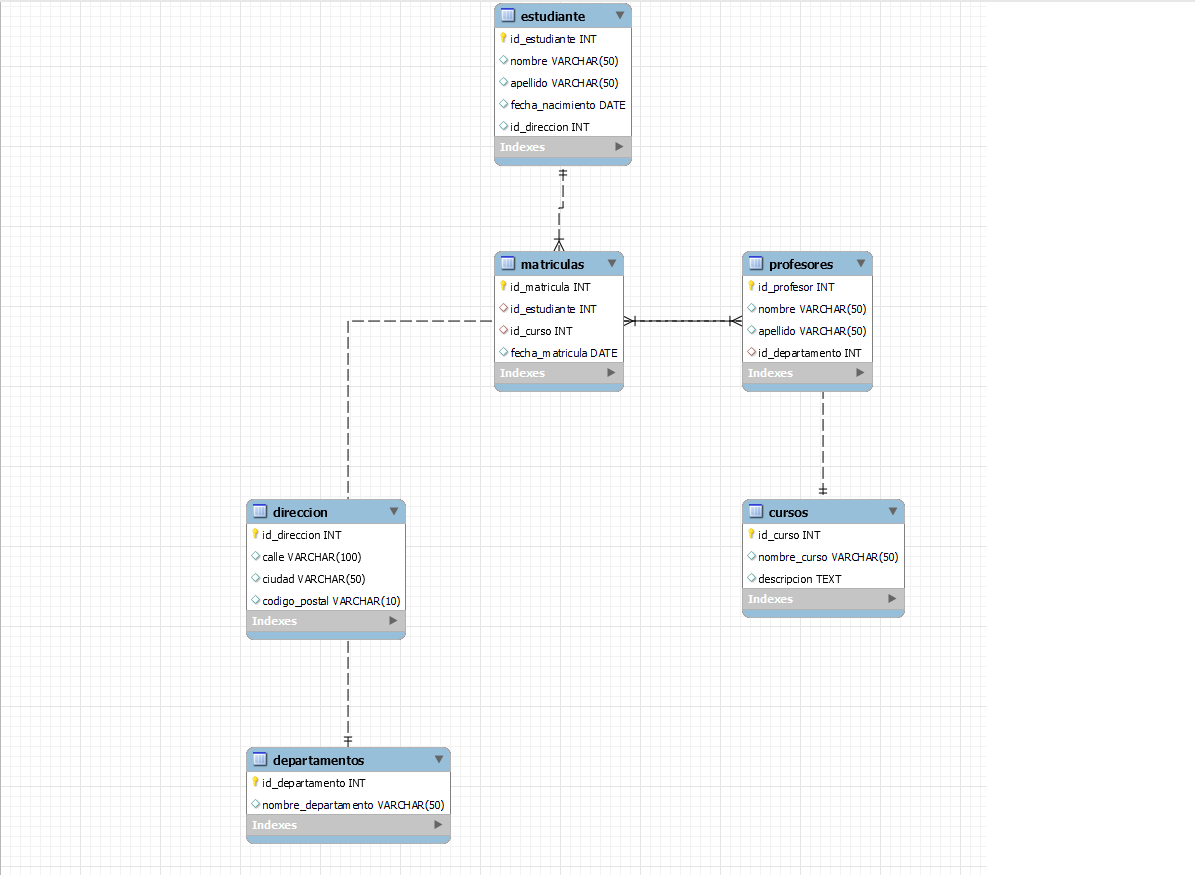 estudiante
id_estudiante INT
nombre VARCHAR(50)
apellido VARCHAR(50)
fecha_nacimiento DATE
id_direccion INT
Indexes
matriculas
id_matricula INT
id_estudiante INT
id_curso INT
fecha_matricula DATE
Indexes
profesores
id_profesor INT
nombre VARCHAR(50)
apellido VARCHAR(50)
id_departamento INT
Indexes
direccion
id_direccion INT
calle VARCHAR(100)
ciudad VARCHAR(50)
codigo_postal VARCHAR(10)
Indexes
cursos
id_curso INT
nombre_curso VARCHAR(50)
descripcion TEXT
Indexes
departamentos
id_departamento INT
nombre_departamento VARCHAR(50)
Indexes